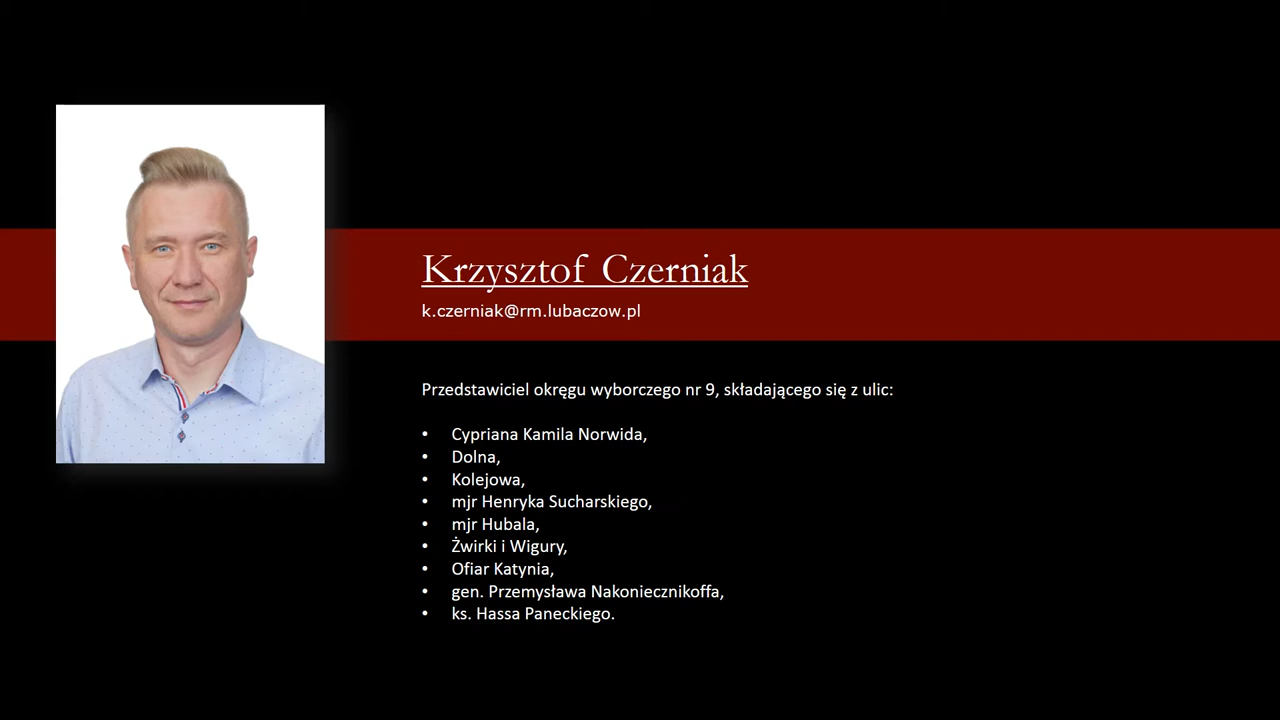 Krzysztof Czerniak
k.czerniak@rm.lubaczow.pl
Przedstawiciel okręgu wyborczego nr 9, składającego się z ulic:
• Cypriana Kamila Norwida,
• Dolna,
• Kolejowa,
• mjr Henryka Sucharskiego,
• mjr Hubala,
• Żwirki i Wigury,
• Ofiar Katynia,
• gen. Przemysława Nakoniecznikoffa,
• ks. Hassa Paneckiego.